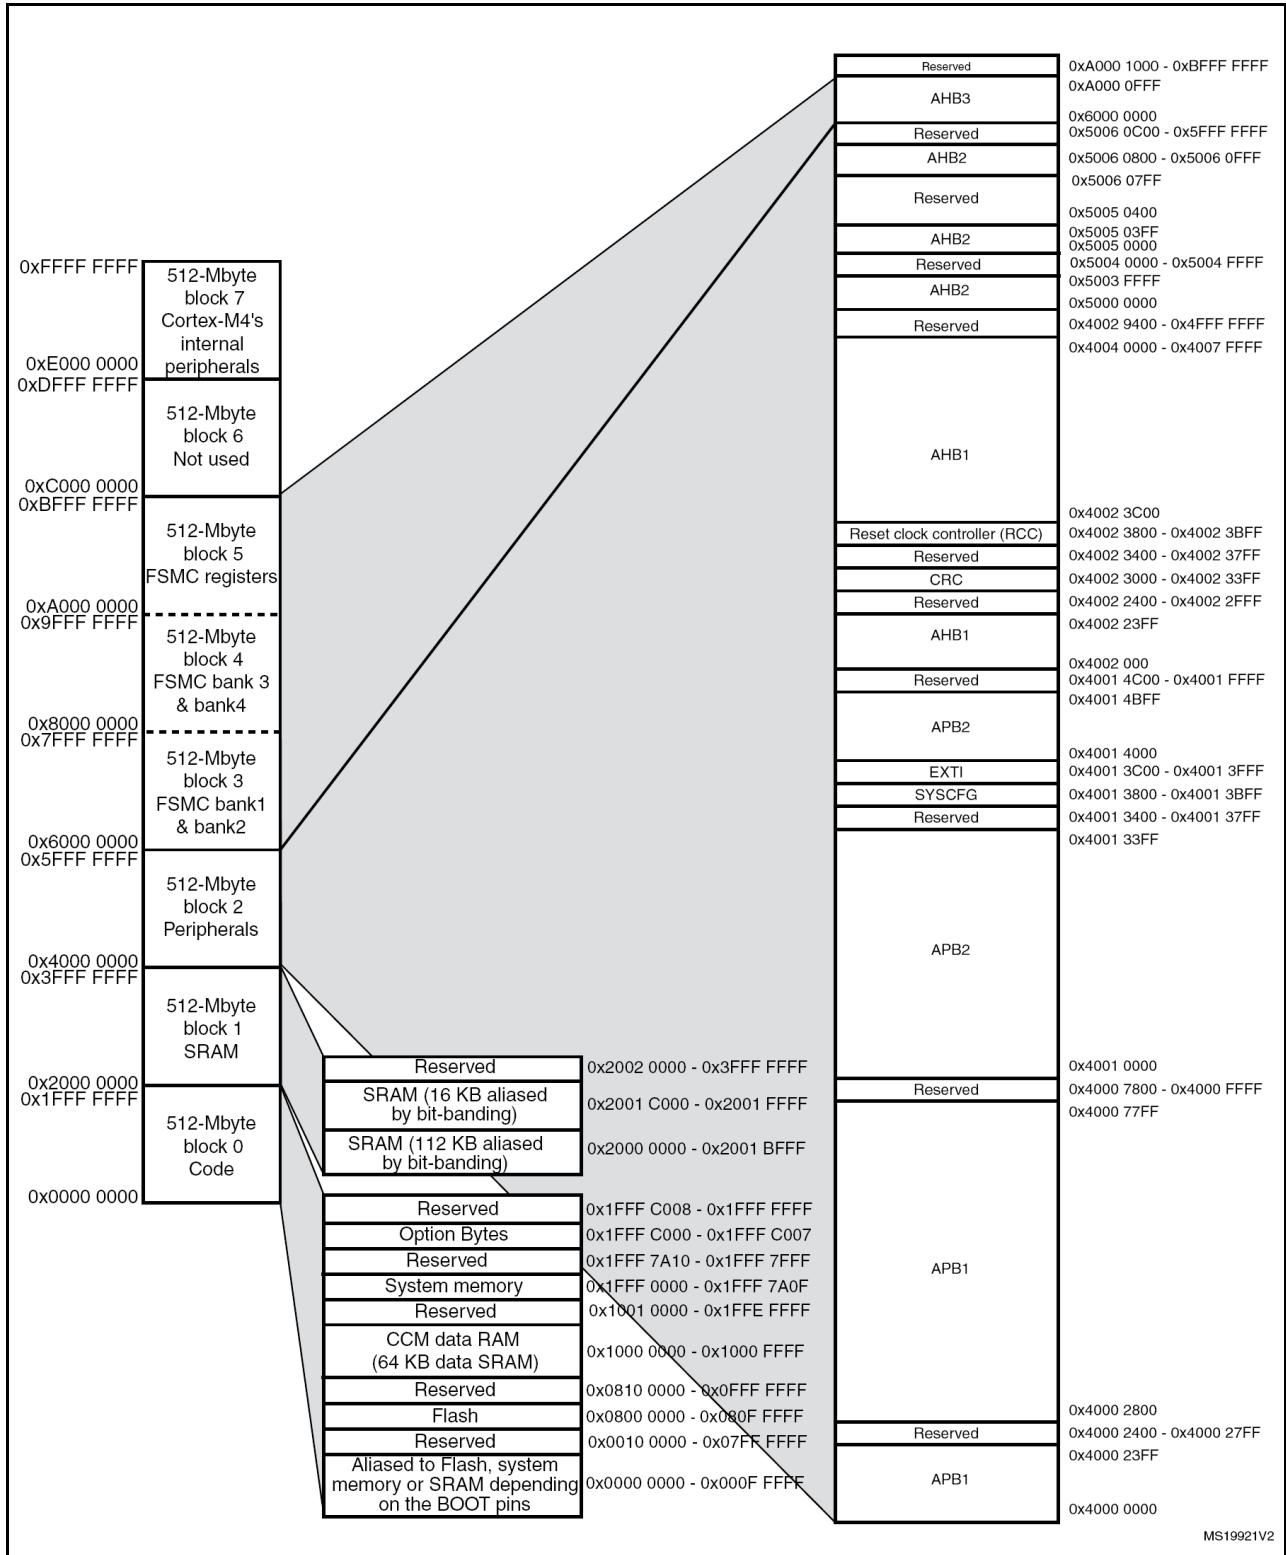 0xFFFF FFFF
512-Mbyte
block 7
Cortex-M4's
internal
peripherals
0xE000 0000
0xDFFF FFFF
512-Mbyte
block 6
Not used
0xC000 0000
0xBFFF FFFF
512-Mbyte
block 5
FSMC registers
0xA000 0000
0x9FFF FFFF
512-Mbyte
block 4
FSMC bank 3
& bank4
0x8000 0000
0x7FFF FFFF
512-Mbyte
block 3
FSMC bank1
& bank2
0x6000 0000
0x5FFF FFFF
512-Mbyte
block 2
Peripherals
0x4000 0000
0x3FFF FFFF
512-Mbyte
block 1
SRAM
0x2000 0000
0x1FFF FFFF
512-Mbyte
block 0
Code
0x0000 0000
Reserved 0x2002 0000 - 0x3FFF FFFF
SRAM (16 KB aliased
by bit-banding)
0x2001 C000 - 0x2001 FFFF
SRAM (112 KB aliased
by bit-banding)
0x2000 0000 - 0x2001 BFFF
Reserved 0x1FFF C008 - 0x1FFF FFFF
Option Bytes 0x1FFF C000 - 0x1FFF C007
Reserved 0x1FFF 7A10 - 0x1FFF 7FFF
System memory 0x1FFF 0000 - 0x1FFF 7A0F
Reserved 0x1001 0000 - 0x1FFE FFFF
CCM data RAM
(64 KB data SRAM)
0x1000 0000 - 0x1000 FFFF
Reserved 0x0810 0000 - 0x0FFF FFFF
Flash 0x0800 0000 - 0x080F FFFF
Reserved 0x0010 0000 - 0x07FF FFFF
Aliased to Flash, system
memory or SRAM depending
on the BOOT pins
0x0000 0000 - 0x000F FFFF
Reserved 0xA000 1000 - 0xBFFF FFFF
0xA000 0FFF
AHB3
0x6000 0000
Reserved 0x5006 0C00 - 0x5FFF FFFF
AHB2 0x5006 0800 - 0x5006 0FFF
0x5006 07FF
Reserved
0x5005 0400
0x5005 03FF
AHB2
0x5005 0000
Reserved 0x5004 0000 - 0x5004 FFFF
0x5003 FFFF
AHB2
0x5000 0000
Reserved 0x4002 9400 - 0x4FFF FFFF
0x4004 0000 - 0x4007 FFFF
AHB1
0x4002 3C00
Reset clock controller (RCC) 0x4002 3800 - 0x4002 3BFF
Reserved 0x4002 3400 - 0x4002 37FF
CRC 0x4002 3000 - 0x4002 33FF
Reserved 0x4002 2400 - 0x4002 2FFF
0x4002 23FF
AHB1
0x4002 000
Reserved 0x4001 4C00 - 0x4001 FFFF
0x4001 4BFF
APB2
0x4001 4000
EXTI 0x4001 3C00 - 0x4001 3FFF
SYSCFG 0x4001 3800 - 0x4001 3BFF
Reserved 0x4001 3400 - 0x4001 37FF
0x4001 33FF
APB2
0x4001 0000
Reserved 0x4000 7800 - 0x4000 FFFF
0x4000 77FF
APB1
0x4000 2800
Reserved 0x4000 2400 - 0x4000 27FF
0x4000 23FF
APB1
0x4000 0000
MS19921V2